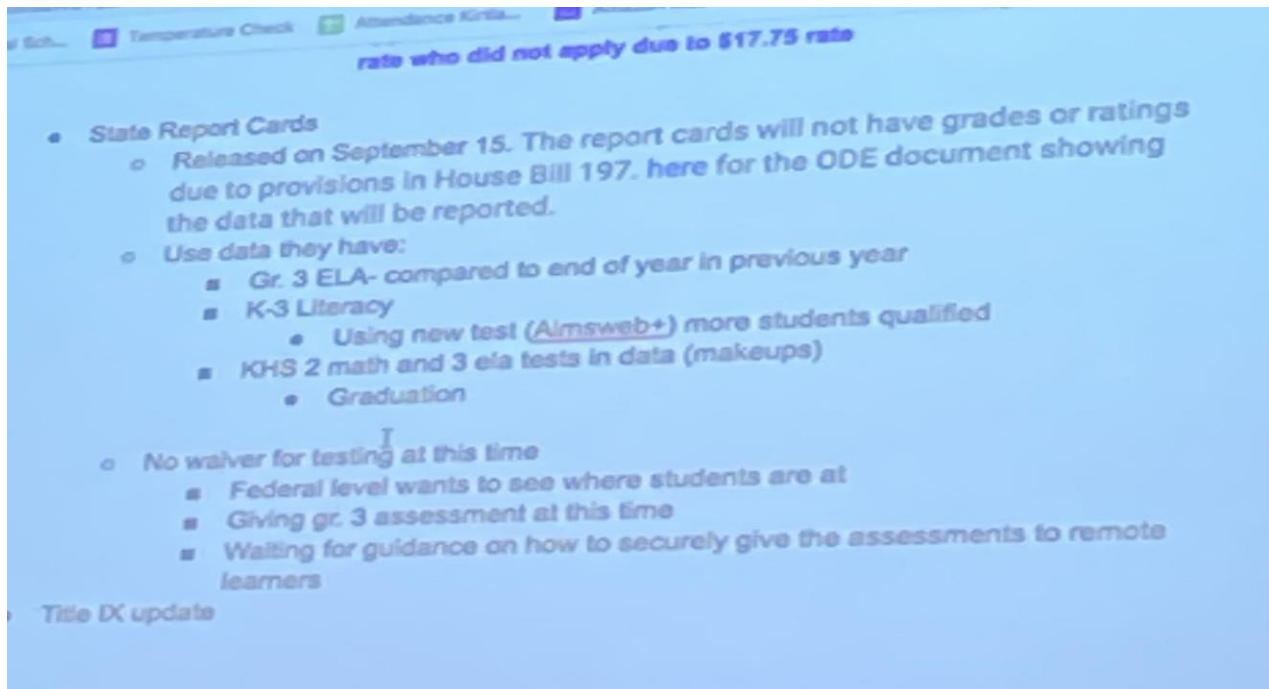 Temperature Check Attendance Kirtla...
rate who did not apply due to $17.75 rate
• State Report Cards
o Released on September 15. The report cards will not have grades or ratings
due to provisions in House Bill 197. here for the ODE document showing
the data that will be reported.
o Use data they have:
■ Gr. 3 ELA- compared to end of year in previous year
■ K-3 Literacy
• Using new test (Aimsweb+) more students qualified
■ KHS 2 math and 3 ela tests in data (makeups)
• Graduation
o No waiver for testing at this time
■ Federal level wants to see where students are at
■ Giving gr. 3 assessment at this time
■ Waiting for guidance on how to securely give the assessments to remote
learners
Title IX update